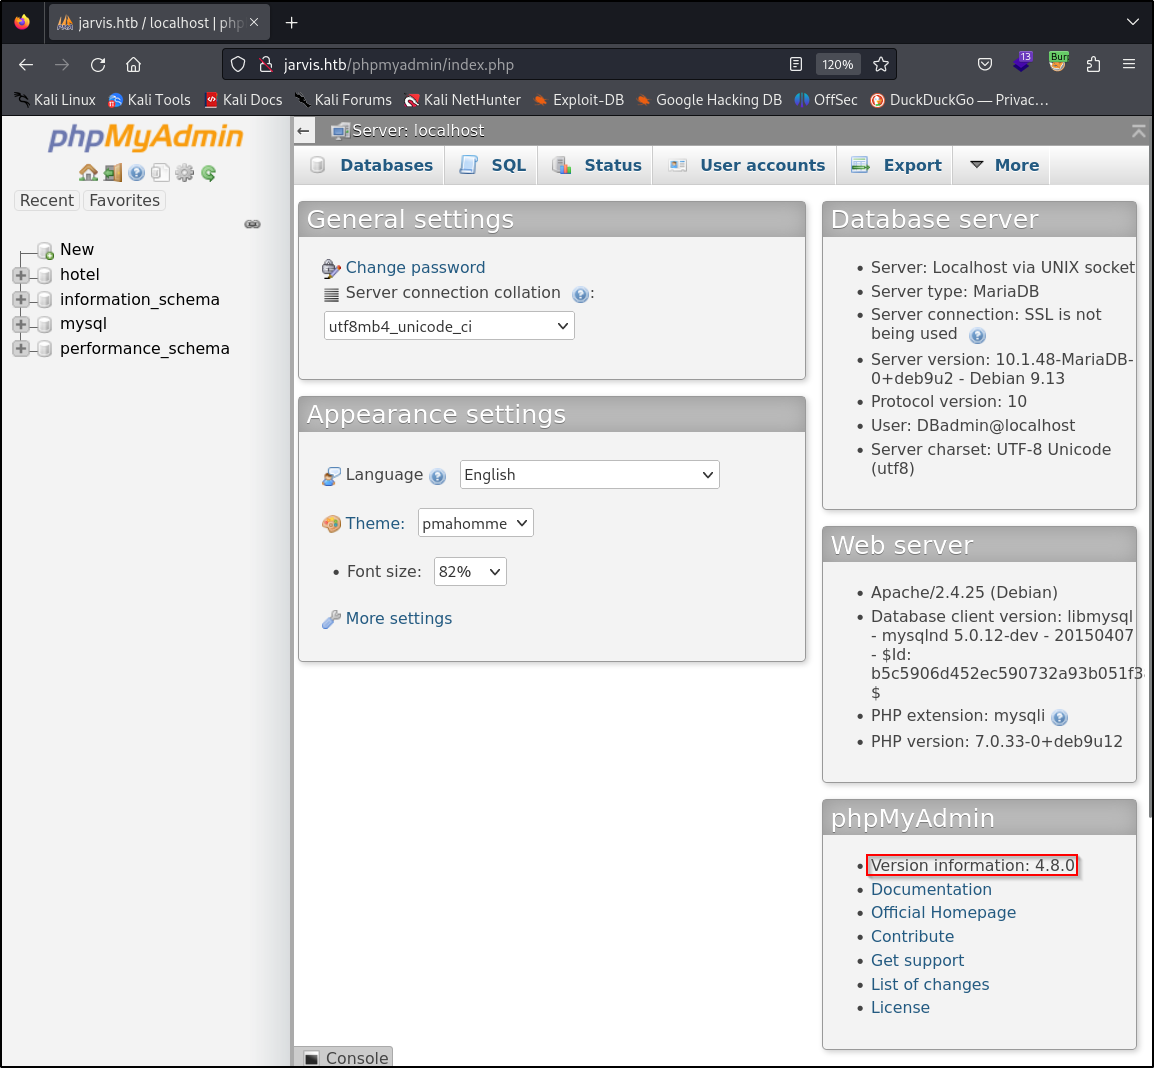 jarvis.htb / localhost | php
jarvis.htb/phpmyadmin/index.php
120%
13
Bur
Kali Linux
Kali Tools
Kali Docs
Kali Forums
Kali NetHunter
Exploit-DB
Google Hacking DB
OffSec
DuckDuckGo — Privac…
phpMyAdmin
Recent
Favorites
New
hotel
information_schema
mysql
performance_schema
Server: localhost
Databases
SQL
Status
User accounts
Export
More
General settings
Change password
Server connection collation :
utf8mb4_unicode_ci
Appearance settings
Language
English
Theme:
pmahomme
• Font size:
82%
More settings
Database server
• Server: Localhost via UNIX socket
• Server type: MariaDB
• Server connection: SSL is not
being used
• Server version: 10.1.48-MariaDB-
0+deb9u2 - Debian 9.13
• Protocol version: 10
• User: DBadmin@localhost
• Server charset: UTF-8 Unicode
(utf8)
Web server
• Apache/2.4.25 (Debian)
• Database client version: libmysql
- mysqlnd 5.0.12-dev - 20150407
- $Id:
b5c5906d452ec590732a93b051f3
$
• PHP extension: mysqli
• PHP version: 7.0.33-0+deb9u12
phpMyAdmin
• Version information: 4.8.0
• Documentation
• Official Homepage
• Contribute
• Get support
• List of changes
• License
Console